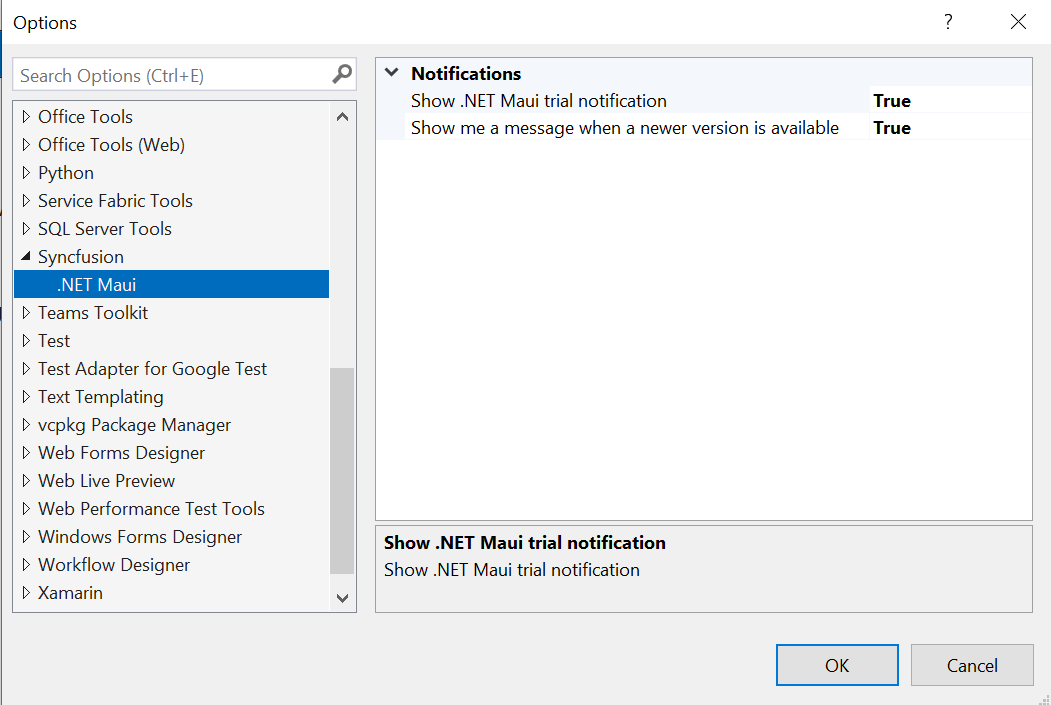 Options
?
Search Options (Ctrl+E)
Office Tools
Office Tools (Web)
Python
Service Fabric Tools
SQL Server Tools
Syncfusion
.NET Maui
Teams Toolkit
Test
Test Adapter for Google Test
Text Templating
vcpkg Package Manager
Web Forms Designer
Web Live Preview
Web Performance Test Tools
Windows Forms Designer
Workflow Designer
Xamarin
Notifications
Show .NET Maui trial notification True
Show me a message when a newer version is available True
Show .NET Maui trial notification
Show .NET Maui trial notification
OK Cancel